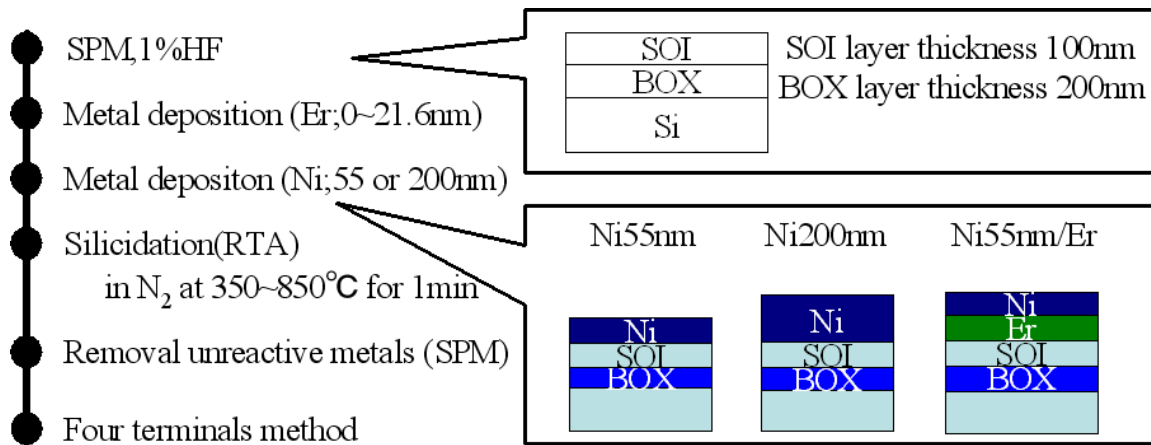 SPM,1%HF
Metal deposition (Er;0~21.6nm)
Metal depositon (Ni;55 or 200nm)
Silicidation(RTA)
in N₂ at 350~850℃ for 1min
Removal unreactive metals (SPM)
Four terminals method
SOI
BOX
Si
SOI layer thickness 100nm
BOX layer thickness 200nm
Ni55nm
Ni
SOI
BOX
Ni200nm
Ni
SOI
BOX
Ni55nm/Er
Ni
Er
SOI
BOX